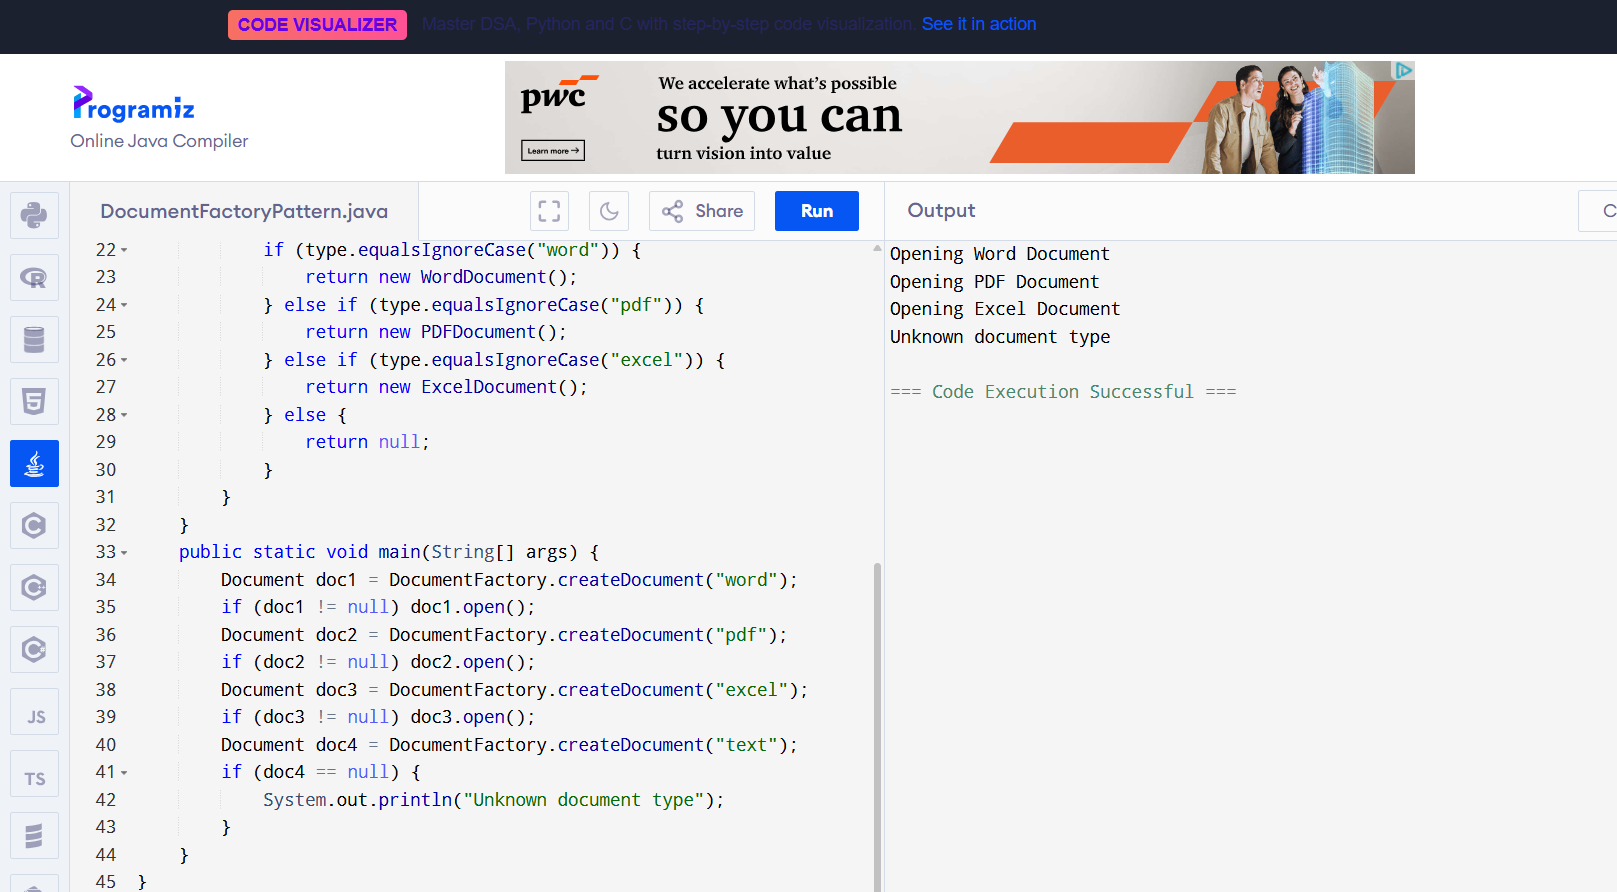 CODE VISUALIZER Master DSA, Python and C with step-by-step code visualization. See it in action
Programiz
Online Java Compiler
pwc
Learn more →
We accelerate what's possible
so you can
turn vision into value
DocumentFactoryPattern.java
Share
Run
Output
C
22 if (type.equalsIgnoreCase("word")) {
23 return new WordDocument();
24 } else if (type.equalsIgnoreCase("pdf")) {
25 return new PDFDocument();
26 } else if (type.equalsIgnoreCase("excel")) {
27 return new ExcelDocument();
28 } else {
29 return null;
30 }
31 }
32 }
33 public static void main(String[] args) {
34 Document doc1 = DocumentFactory.createDocument("word");
35 if (doc1 != null) doc1.open();
36 Document doc2 = DocumentFactory.createDocument("pdf");
37 if (doc2 != null) doc2.open();
38 Document doc3 = DocumentFactory.createDocument("excel");
39 if (doc3 != null) doc3.open();
40 Document doc4 = DocumentFactory.createDocument("text");
41 if (doc4 == null) {
42 System.out.println("Unknown document type");
43 }
44 }
45 }
Opening Word Document
Opening PDF Document
Opening Excel Document
Unknown document type
=== Code Execution Successful ===
JS
TS